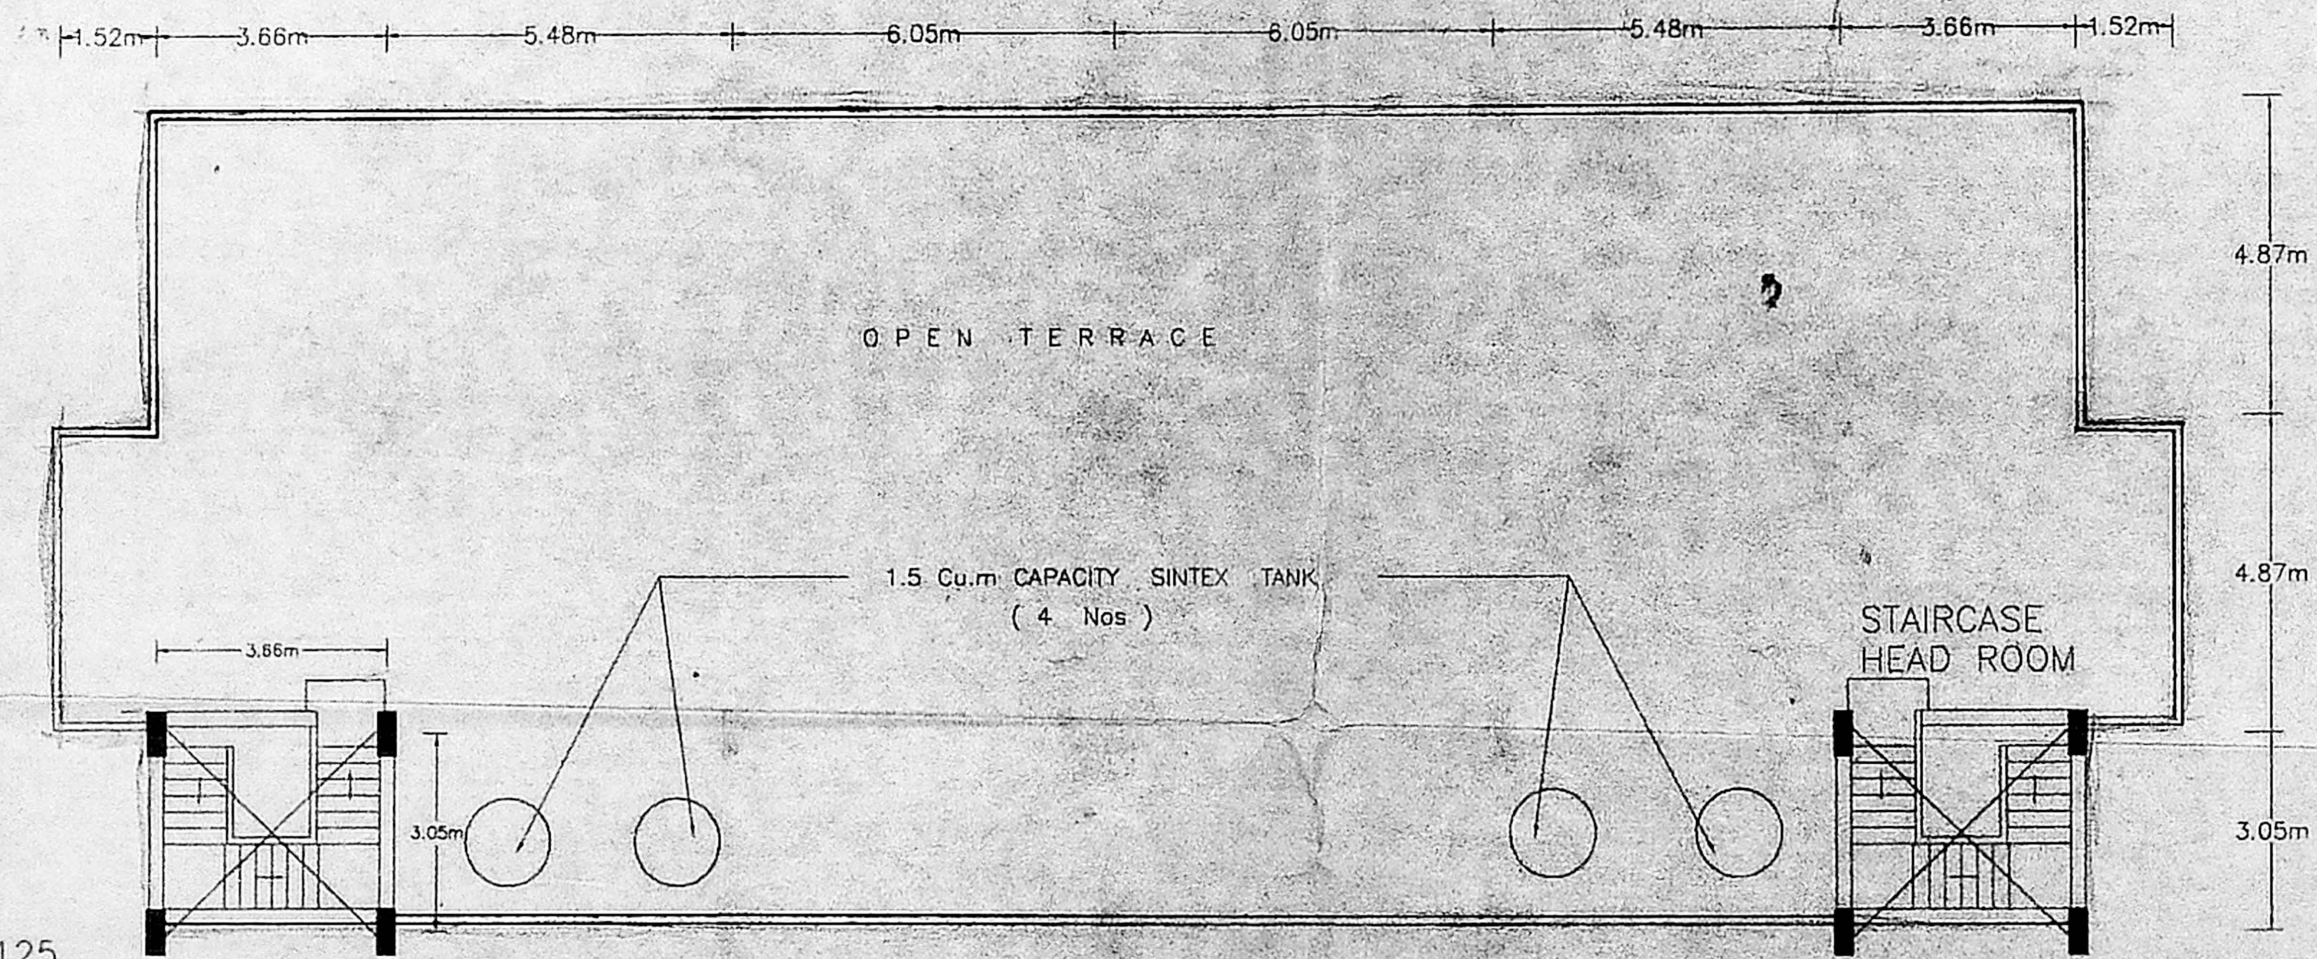 1.52m 3.66m 5.48m 6.05m 6.05m 5.48m 3.66m 1.52m
4.87m
OPEN TERRACE
1.5 Cu.m CAPACITY SINTEX TANK
( 4 Nos )
4.87m
STAIRCASE
HEAD ROOM
3.66m
3.05m
3.05m
125